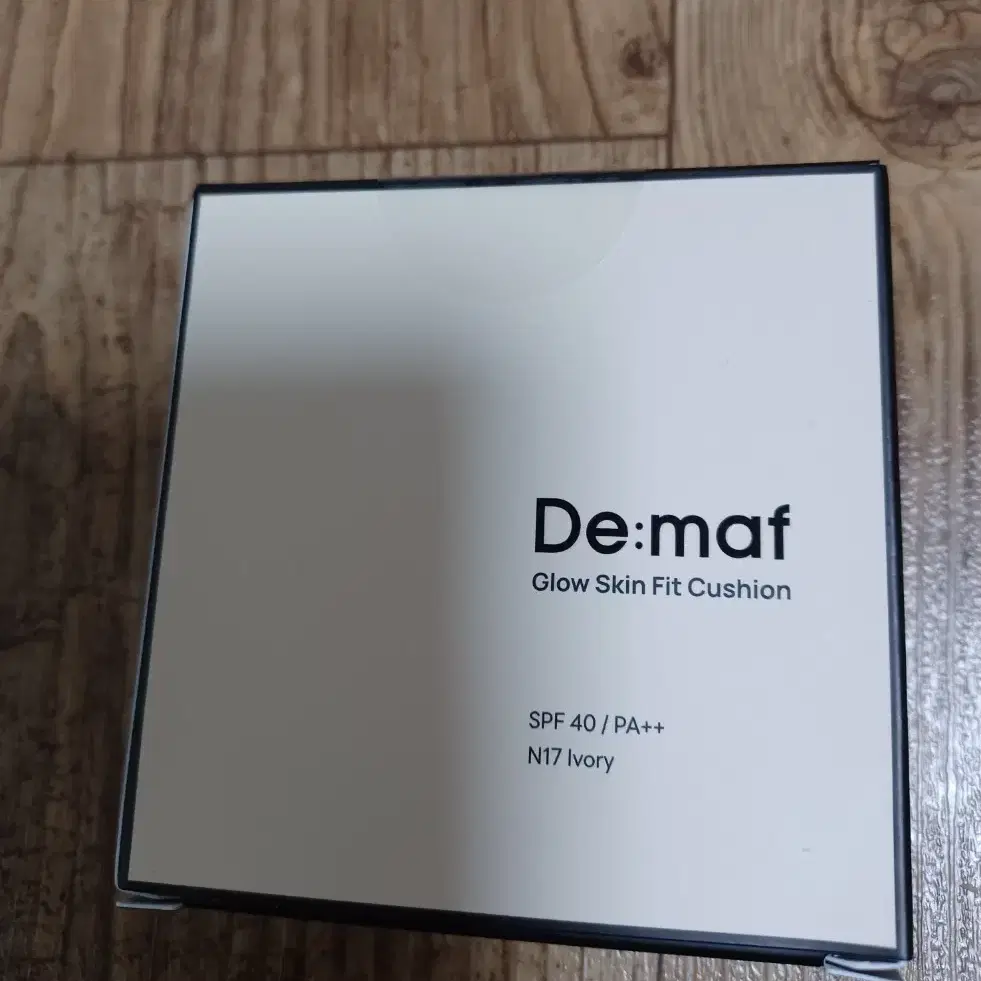 De:maf
Glow Skin Fit Cushion
SPF 40 / PA++
N17 Ivory